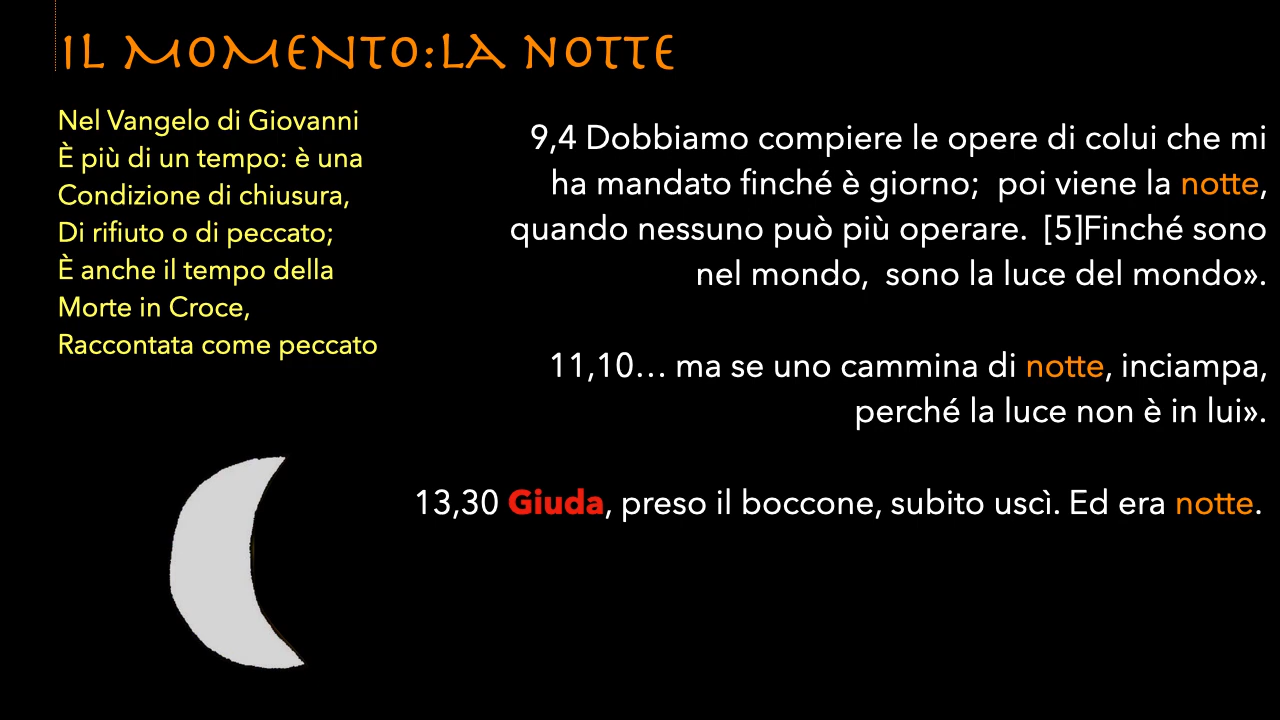 IL MOMENTO:LA NOTTE
Nel Vangelo di Giovanni
È più di un tempo: è una
Condizione di chiusura,
Di rifiuto o di peccato;
È anche il tempo della
Morte in Croce,
Raccontata come peccato
9,4 Dobbiamo compiere le opere di colui che mi
ha mandato finché è giorno; poi viene la notte,
quando nessuno può più operare. [5]Finché sono
nel mondo, sono la luce del mondo».
11,10… ma se uno cammina di notte, inciampa,
perché la luce non è in lui».
13,30 Giuda, preso il boccone, subito uscì. Ed era notte.